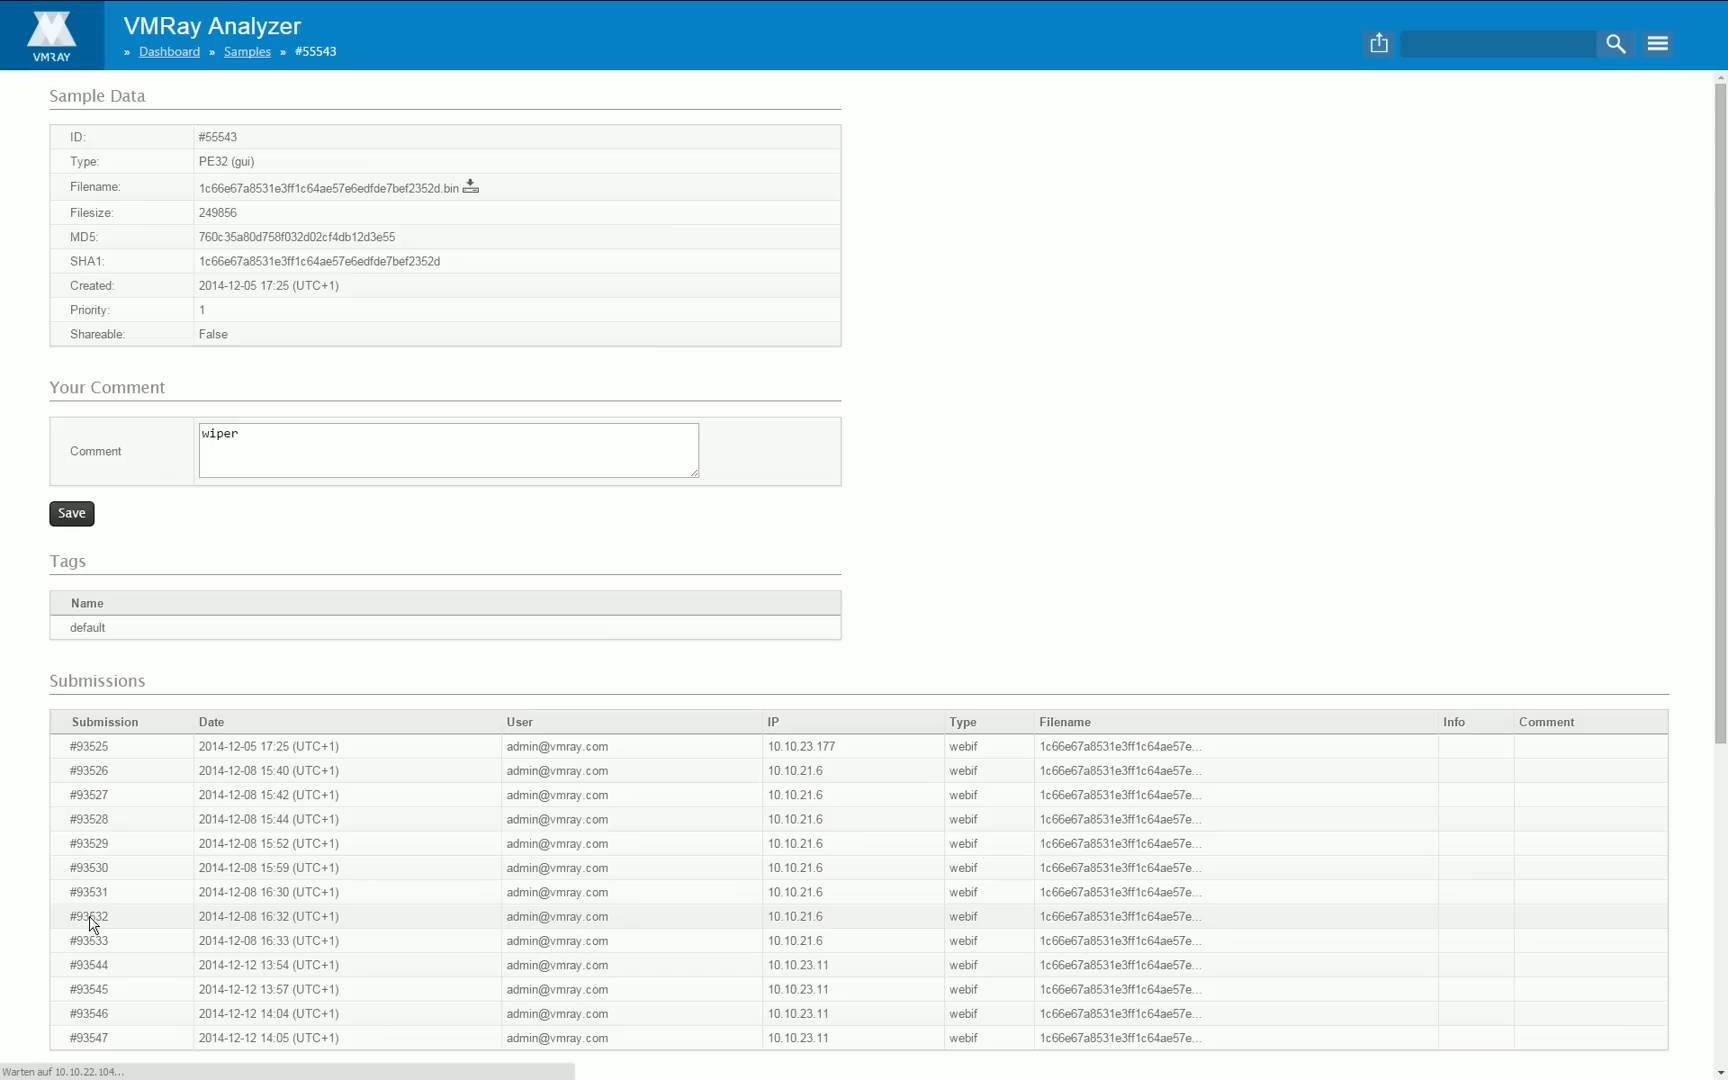 VMRAY
VMRay Analyzer
» Dashboard » Samples » #55543
Sample Data
ID: #55543
Type: PE32 (gui)
Filename: 1c66e67a8531e3ff1c64ae57e6edfde7bef2352d.bin
Filesize: 249856
MD5: 760c35a80d758f032d02cf4db12d3e55
SHA1: 1c66e67a8531e3ff1c64ae57e6edfde7bef2352d
Created: 2014-12-05 17:25 (UTC+1)
Priority: 1
Shareable: False
Your Comment
Comment wiper
Save
Tags
Name
default
Submissions
Submission Date User IP Type Filename Info Comment
#93525 2014-12-05 17:25 (UTC+1) admin@vmray.com 10.10.23.177 webif 1c66e67a8531e3ff1c64ae57e...
#93526 2014-12-08 15:40 (UTC+1) admin@vmray.com 10.10.21.6 webif 1c66e67a8531e3ff1c64ae57e...
#93527 2014-12-08 15:42 (UTC+1) admin@vmray.com 10.10.21.6 webif 1c66e67a8531e3ff1c64ae57e...
#93528 2014-12-08 15:44 (UTC+1) admin@vmray.com 10.10.21.6 webif 1c66e67a8531e3ff1c64ae57e...
#93529 2014-12-08 15:52 (UTC+1) admin@vmray.com 10.10.21.6 webif 1c66e67a8531e3ff1c64ae57e...
#93530 2014-12-08 15:59 (UTC+1) admin@vmray.com 10.10.21.6 webif 1c66e67a8531e3ff1c64ae57e...
#93531 2014-12-08 16:30 (UTC+1) admin@vmray.com 10.10.21.6 webif 1c66e67a8531e3ff1c64ae57e...
#93532 2014-12-08 16:32 (UTC+1) admin@vmray.com 10.10.21.6 webif 1c66e67a8531e3ff1c64ae57e...
#93533 2014-12-08 16:33 (UTC+1) admin@vmray.com 10.10.21.6 webif 1c66e67a8531e3ff1c64ae57e...
#93544 2014-12-12 13:54 (UTC+1) admin@vmray.com 10.10.23.11 webif 1c66e67a8531e3ff1c64ae57e...
#93545 2014-12-12 13:57 (UTC+1) admin@vmray.com 10.10.23.11 webif 1c66e67a8531e3ff1c64ae57e...
#93546 2014-12-12 14:04 (UTC+1) admin@vmray.com 10.10.23.11 webif 1c66e67a8531e3ff1c64ae57e...
#93547 2014-12-12 14:05 (UTC+1) admin@vmray.com 10.10.23.11 webif 1c66e67a8531e3ff1c64ae57e...
Warten auf 10.10.22.104...